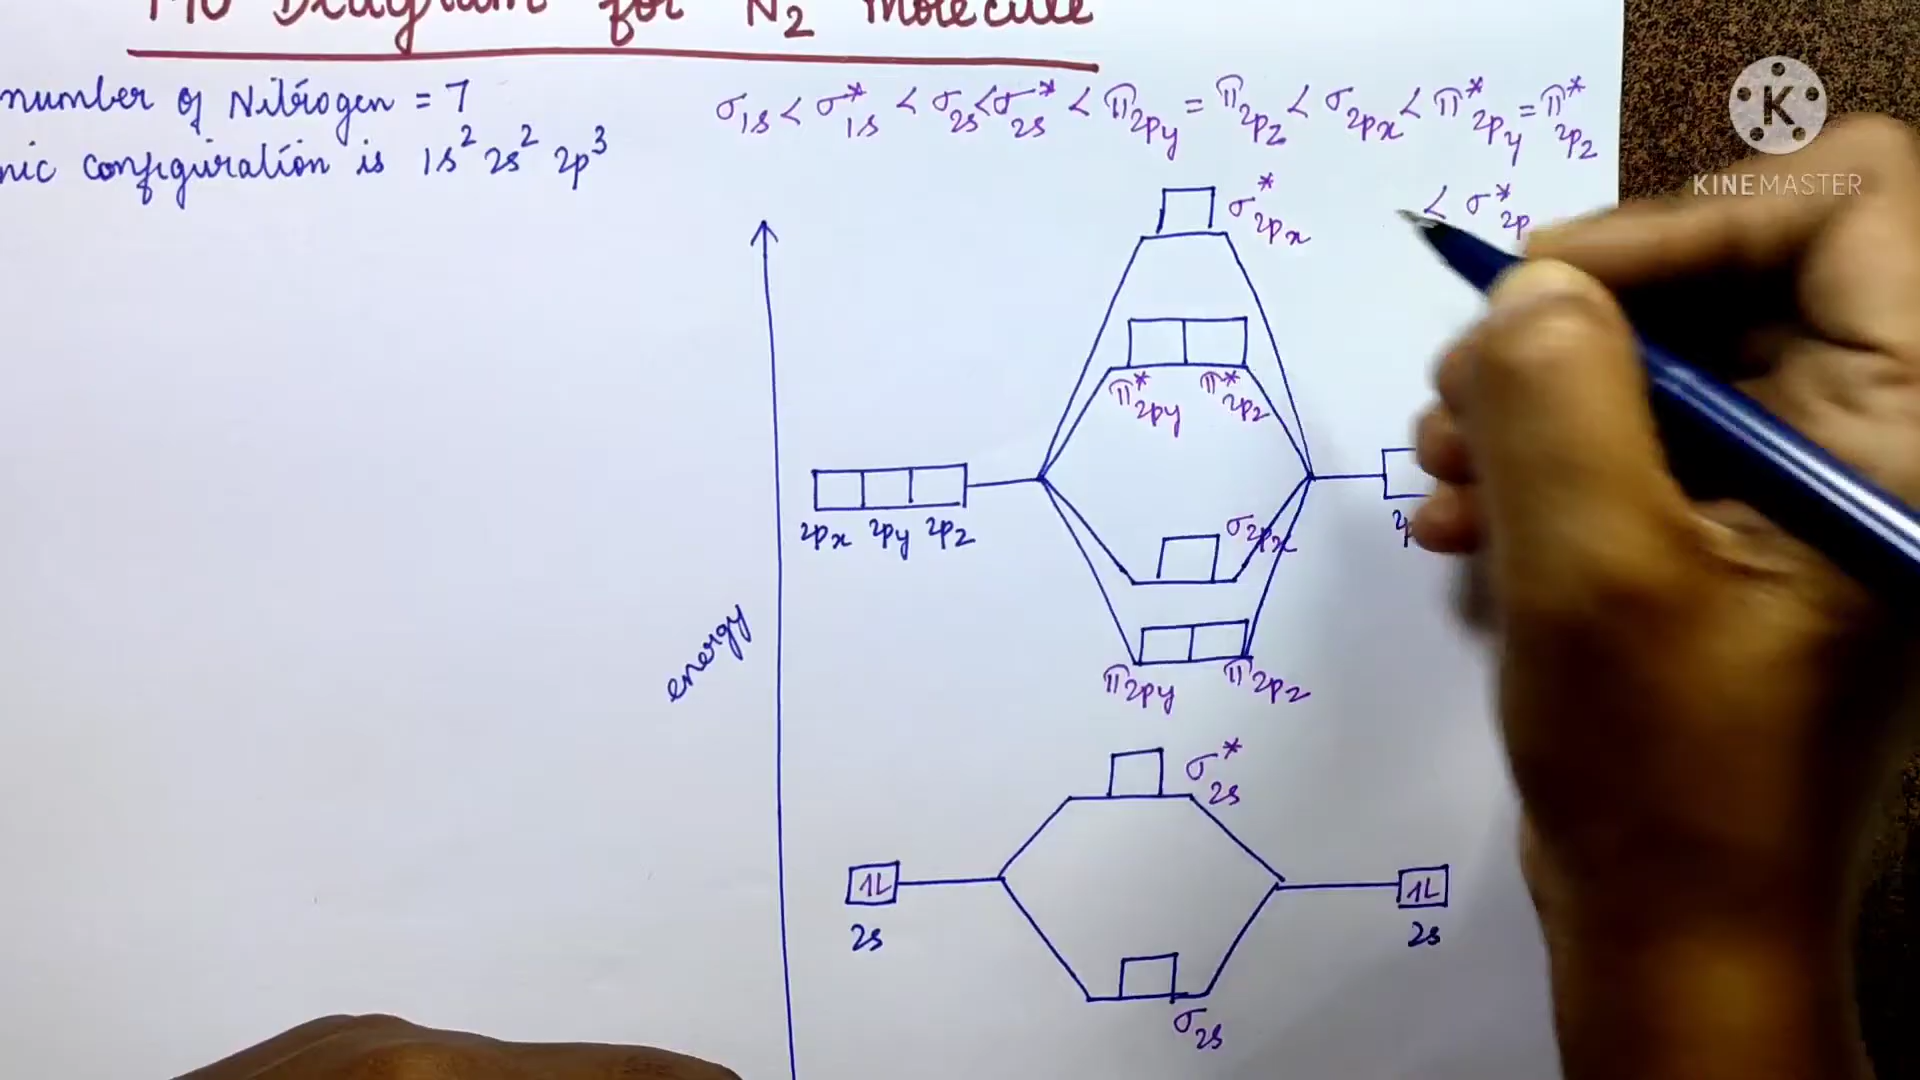 MO Diagram for N2 Molecule
number of Nitrogen = 7
nic configuration is 1s² 2s² 2p³
σ1s < σ*1s < σ2s < σ*2s < π2py = π2pz < σ2px < π*2py = π*2pz
< σ*2p
KINEMASTER
σ*2px
π*2py π*2pz
2px 2py 2pz
σ2px
energy
π2py π2pz
σ*2s
1L 1L
2s 2s
σ2s